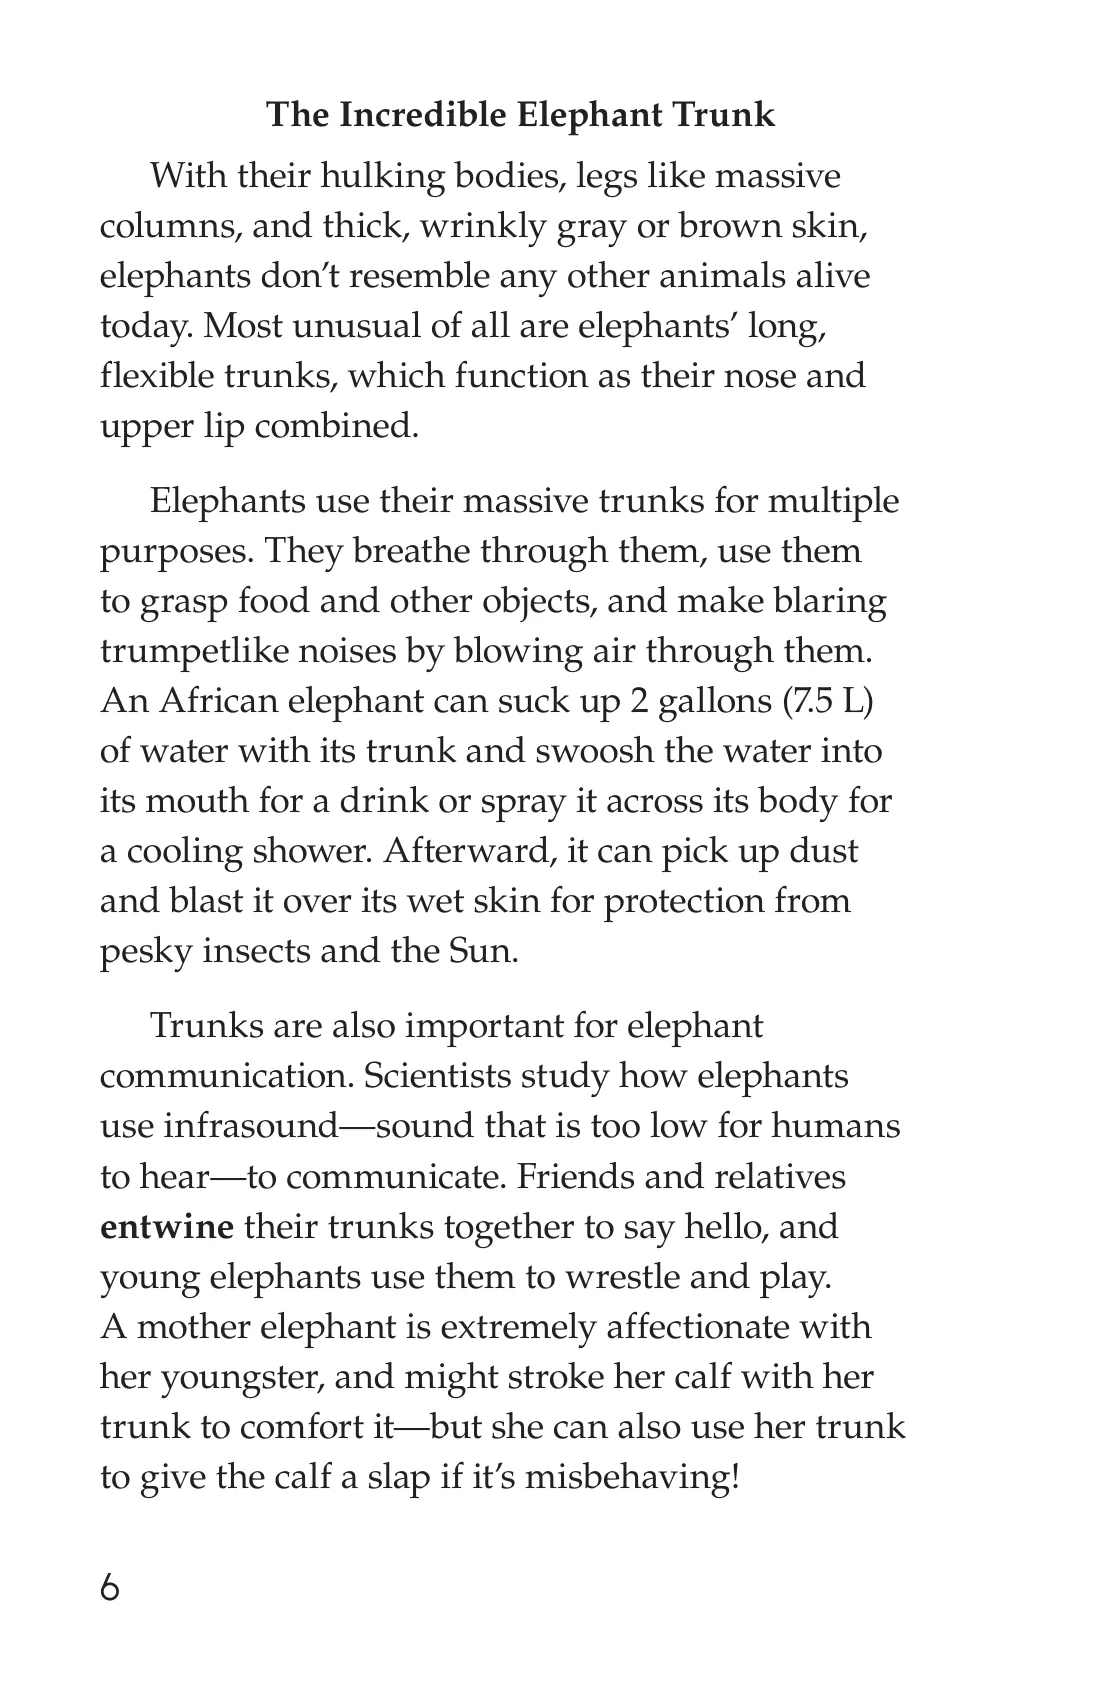 The Incredible Elephant Trunk
With their hulking bodies, legs like massive
columns, and thick, wrinkly gray or brown skin,
elephants don’t resemble any other animals alive
today. Most unusual of all are elephants’ long,
flexible trunks, which function as their nose and
upper lip combined.
Elephants use their massive trunks for multiple
purposes. They breathe through them, use them
to grasp food and other objects, and make blaring
trumpetlike noises by blowing air through them.
An African elephant can suck up 2 gallons (7.5 L)
of water with its trunk and swoosh the water into
its mouth for a drink or spray it across its body for
a cooling shower. Afterward, it can pick up dust
and blast it over its wet skin for protection from
pesky insects and the Sun.
Trunks are also important for elephant
communication. Scientists study how elephants
use infrasound—sound that is too low for humans
to hear—to communicate. Friends and relatives
entwine their trunks together to say hello, and
young elephants use them to wrestle and play.
A mother elephant is extremely affectionate with
her youngster, and might stroke her calf with her
trunk to comfort it—but she can also use her trunk
to give the calf a slap if it’s misbehaving!
6